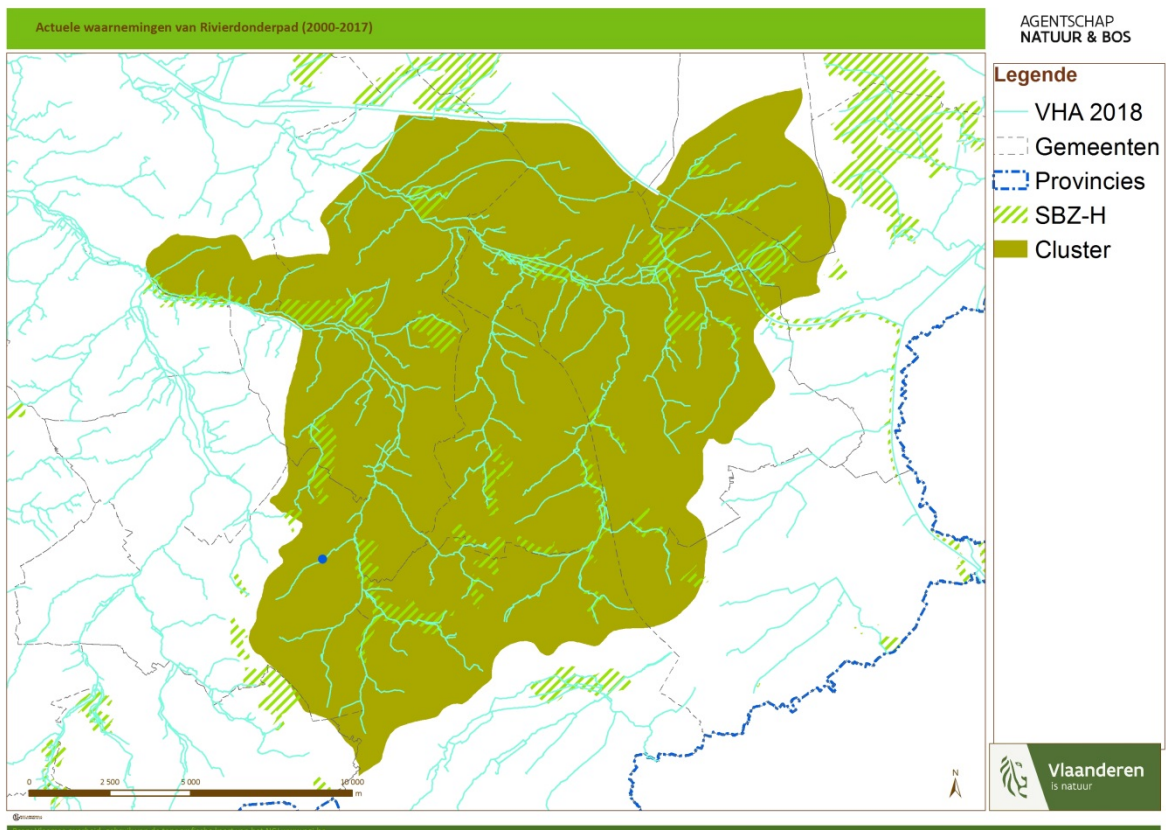 Actuele waarnemingen van Rivierdonderpad (2000-2017)
AGENTSCHAP
NATUUR & BOS
Legende
VHA 2018
Gemeenten
Provincies
SBZ-H
Cluster
0 2 500 5 000 10 000
m
N
Vlaanderen
is natuur